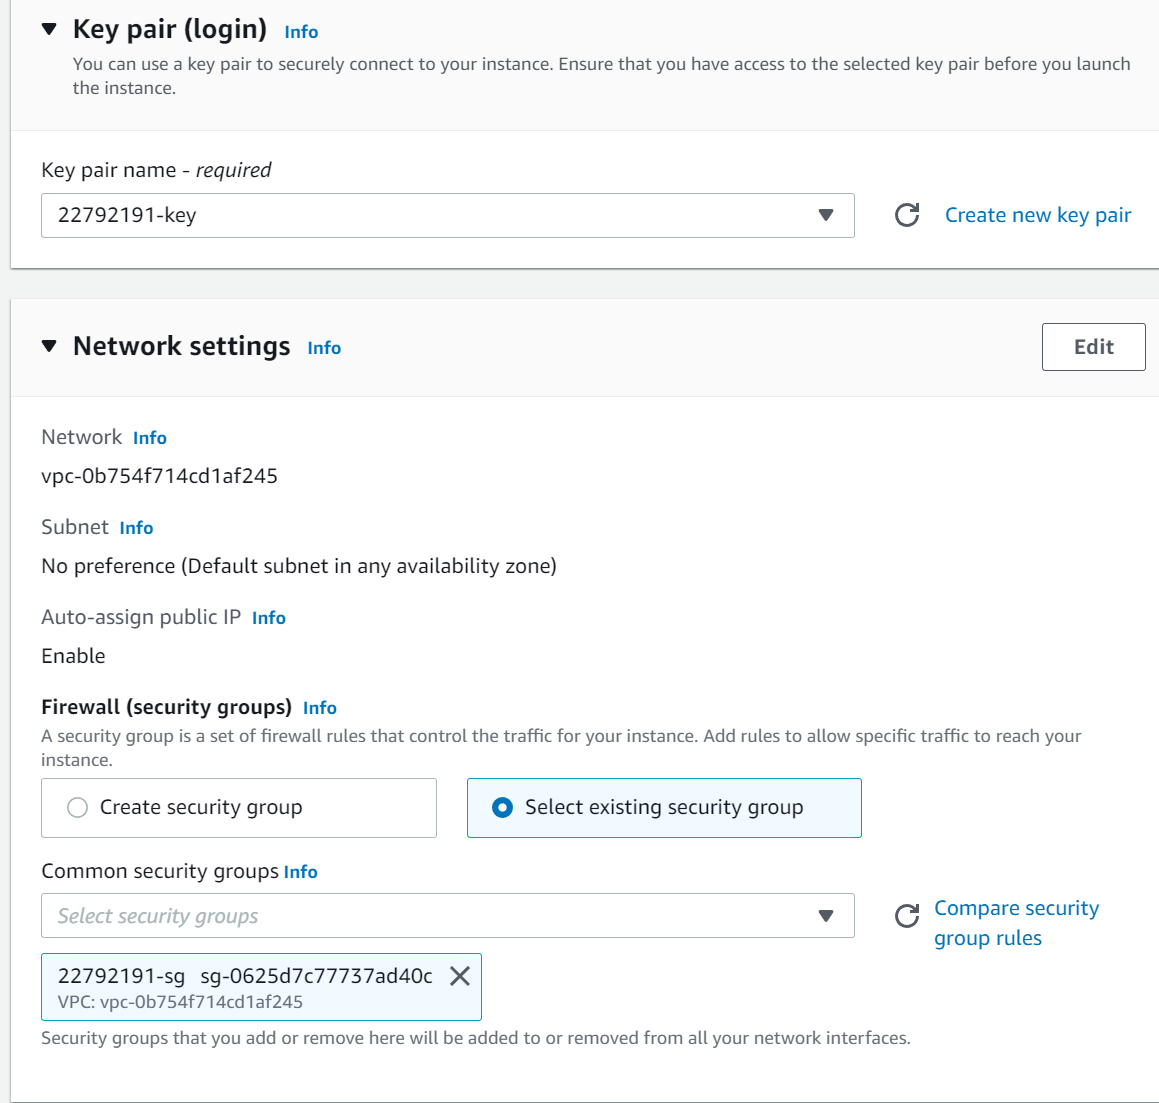 Key pair (login) Info
You can use a key pair to securely connect to your instance. Ensure that you have access to the selected key pair before you launch
the instance.
Key pair name - required
22792191-key
Create new key pair
Network settings Info
Edit
Network Info
vpc-0b754f714cd1af245
Subnet Info
No preference (Default subnet in any availability zone)
Auto-assign public IP Info
Enable
Firewall (security groups) Info
A security group is a set of firewall rules that control the traffic for your instance. Add rules to allow specific traffic to reach your
instance.
Create security group
Select existing security group
Common security groups Info
Select security groups
Compare security
group rules
22792191-sg sg-0625d7c77737ad40c
VPC: vpc-0b754f714cd1af245
Security groups that you add or remove here will be added to or removed from all your network interfaces.